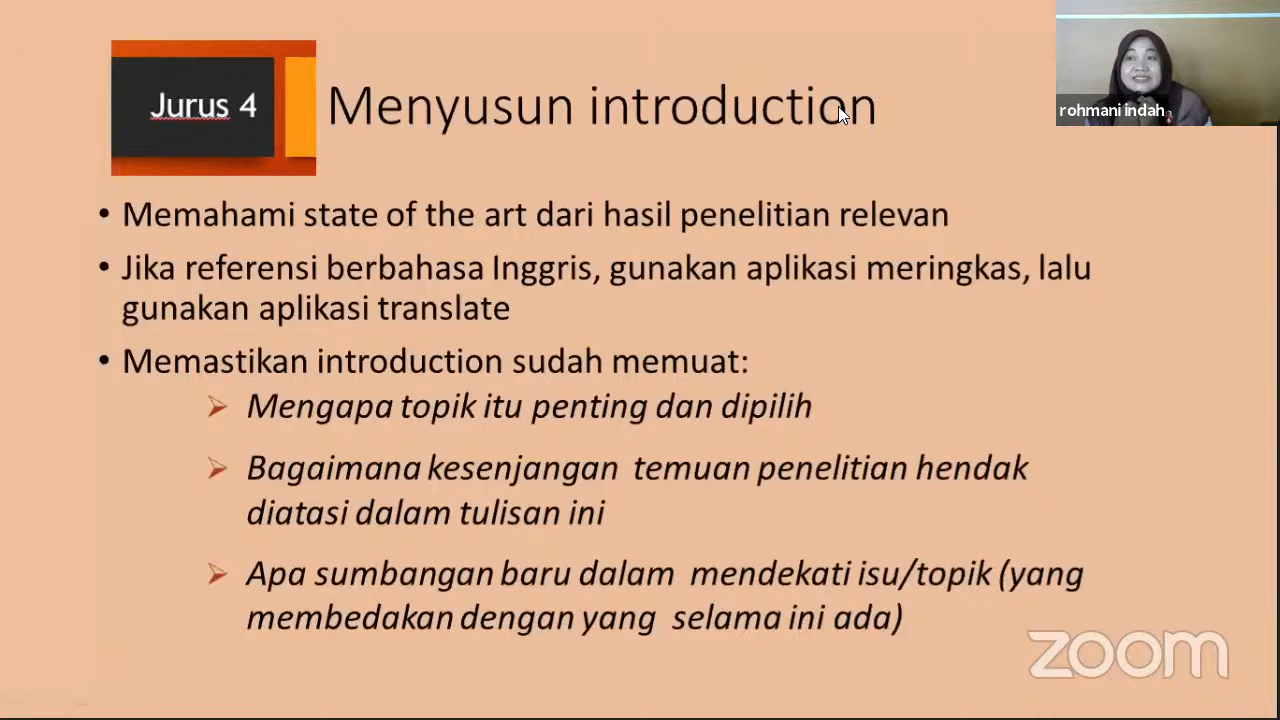 Jurus 4
Menyusun introduction
rohmani indah
• Memahami state of the art dari hasil penelitian relevan
• Jika referensi berbahasa Inggris, gunakan aplikasi meringkas, lalu
gunakan aplikasi translate
• Memastikan introduction sudah memuat:
➢ Mengapa topik itu penting dan dipilih
➢ Bagaimana kesenjangan temuan penelitian hendak
diatasi dalam tulisan ini
➢ Apa sumbangan baru dalam mendekati isu/topik (yang
membedakan dengan yang selama ini ada)
zoom